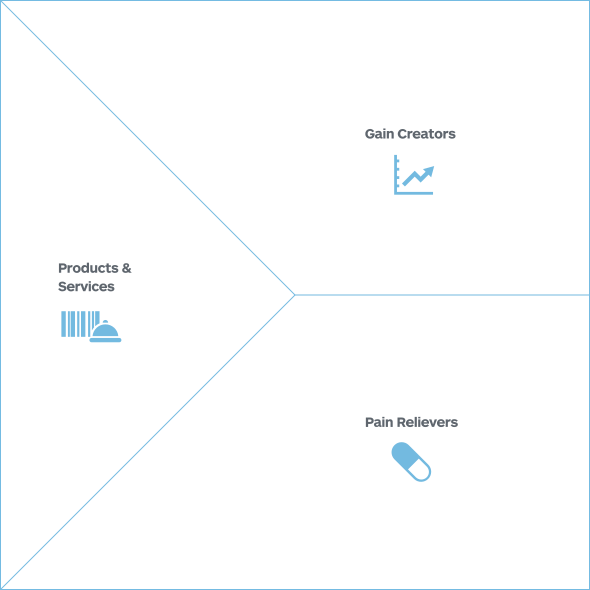 Gain Creators
Products &
Services
Pain Relievers